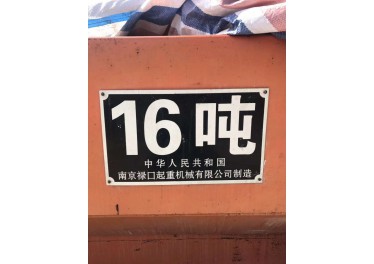 16吨
中华人民共和国
南京禄口起重机械有限公司制造